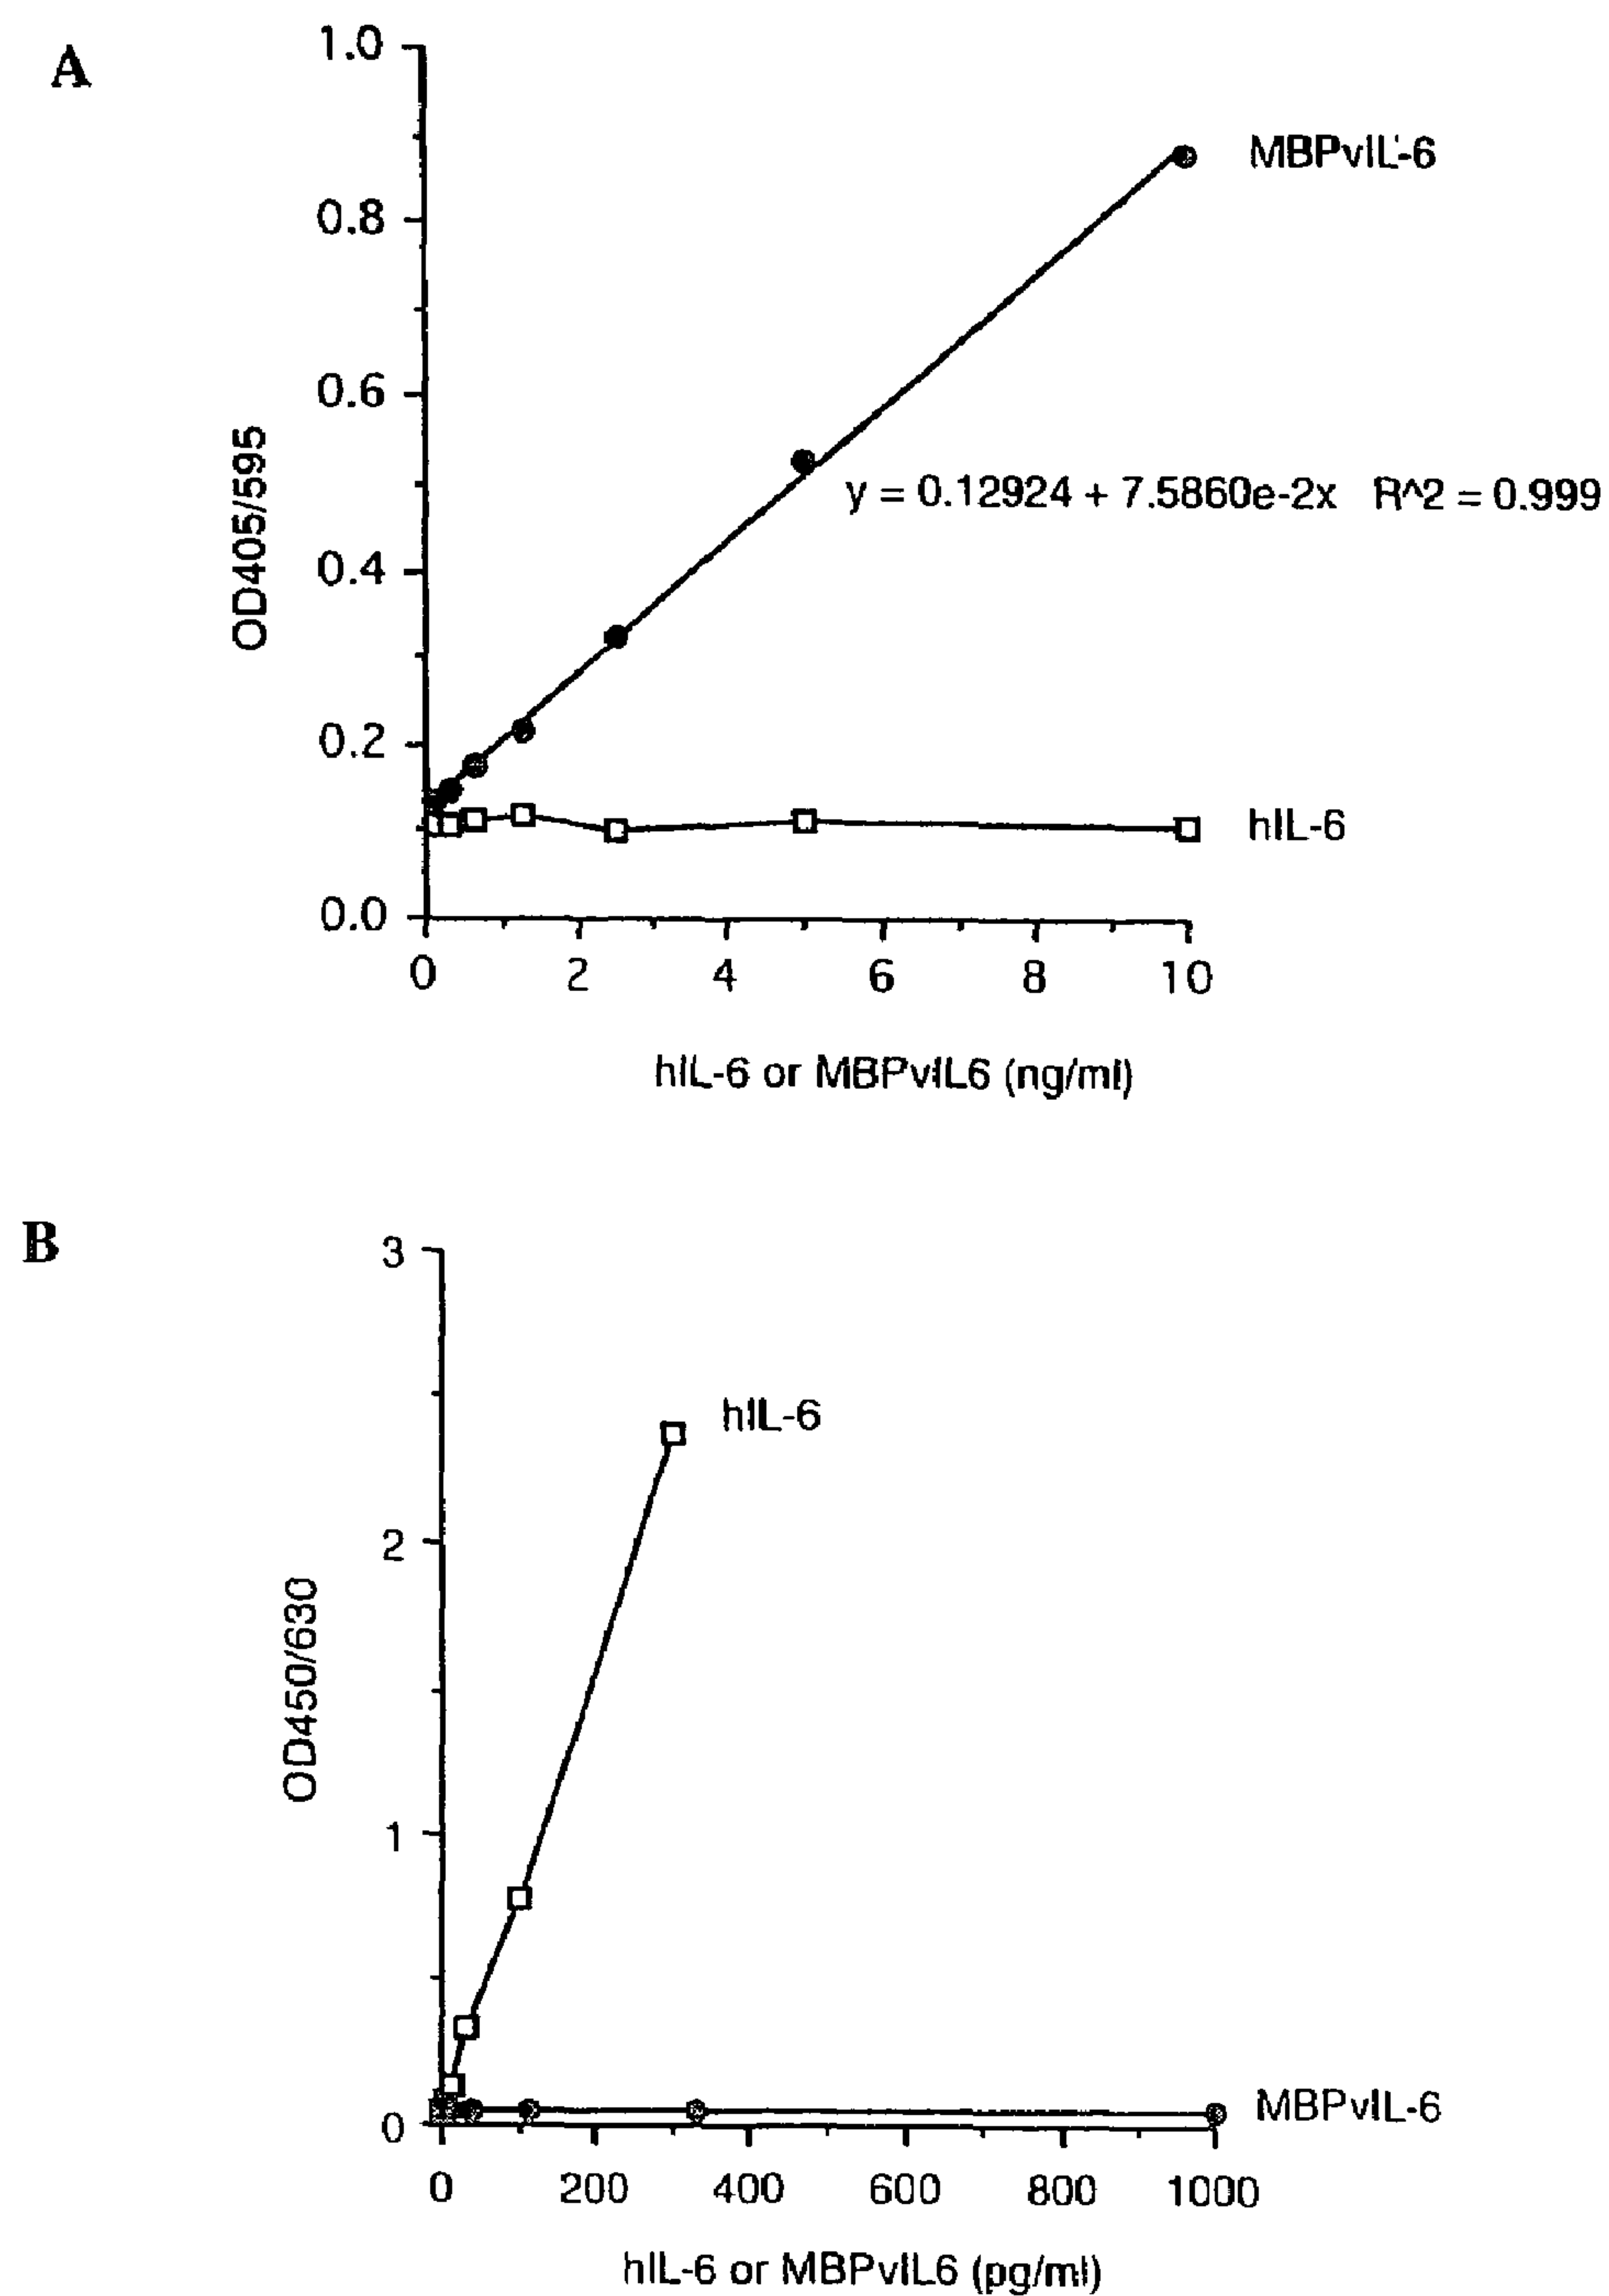 A
1.0
0.8
0.6
0.4
0.2
0.0
OD405/595
MBPvIL-6
y = 0.12924 + 7.5860e-2x R^2 = 0.999
hIL-6
0 2 4 6 8 10
hIL-6 or MBPvIL6 (ng/ml)
B
3
2
1
0
OD450/630
hIL-6
MBPvIL-6
0 200 400 600 800 1000
hIL-6 or MBPvIL6 (pg/ml)